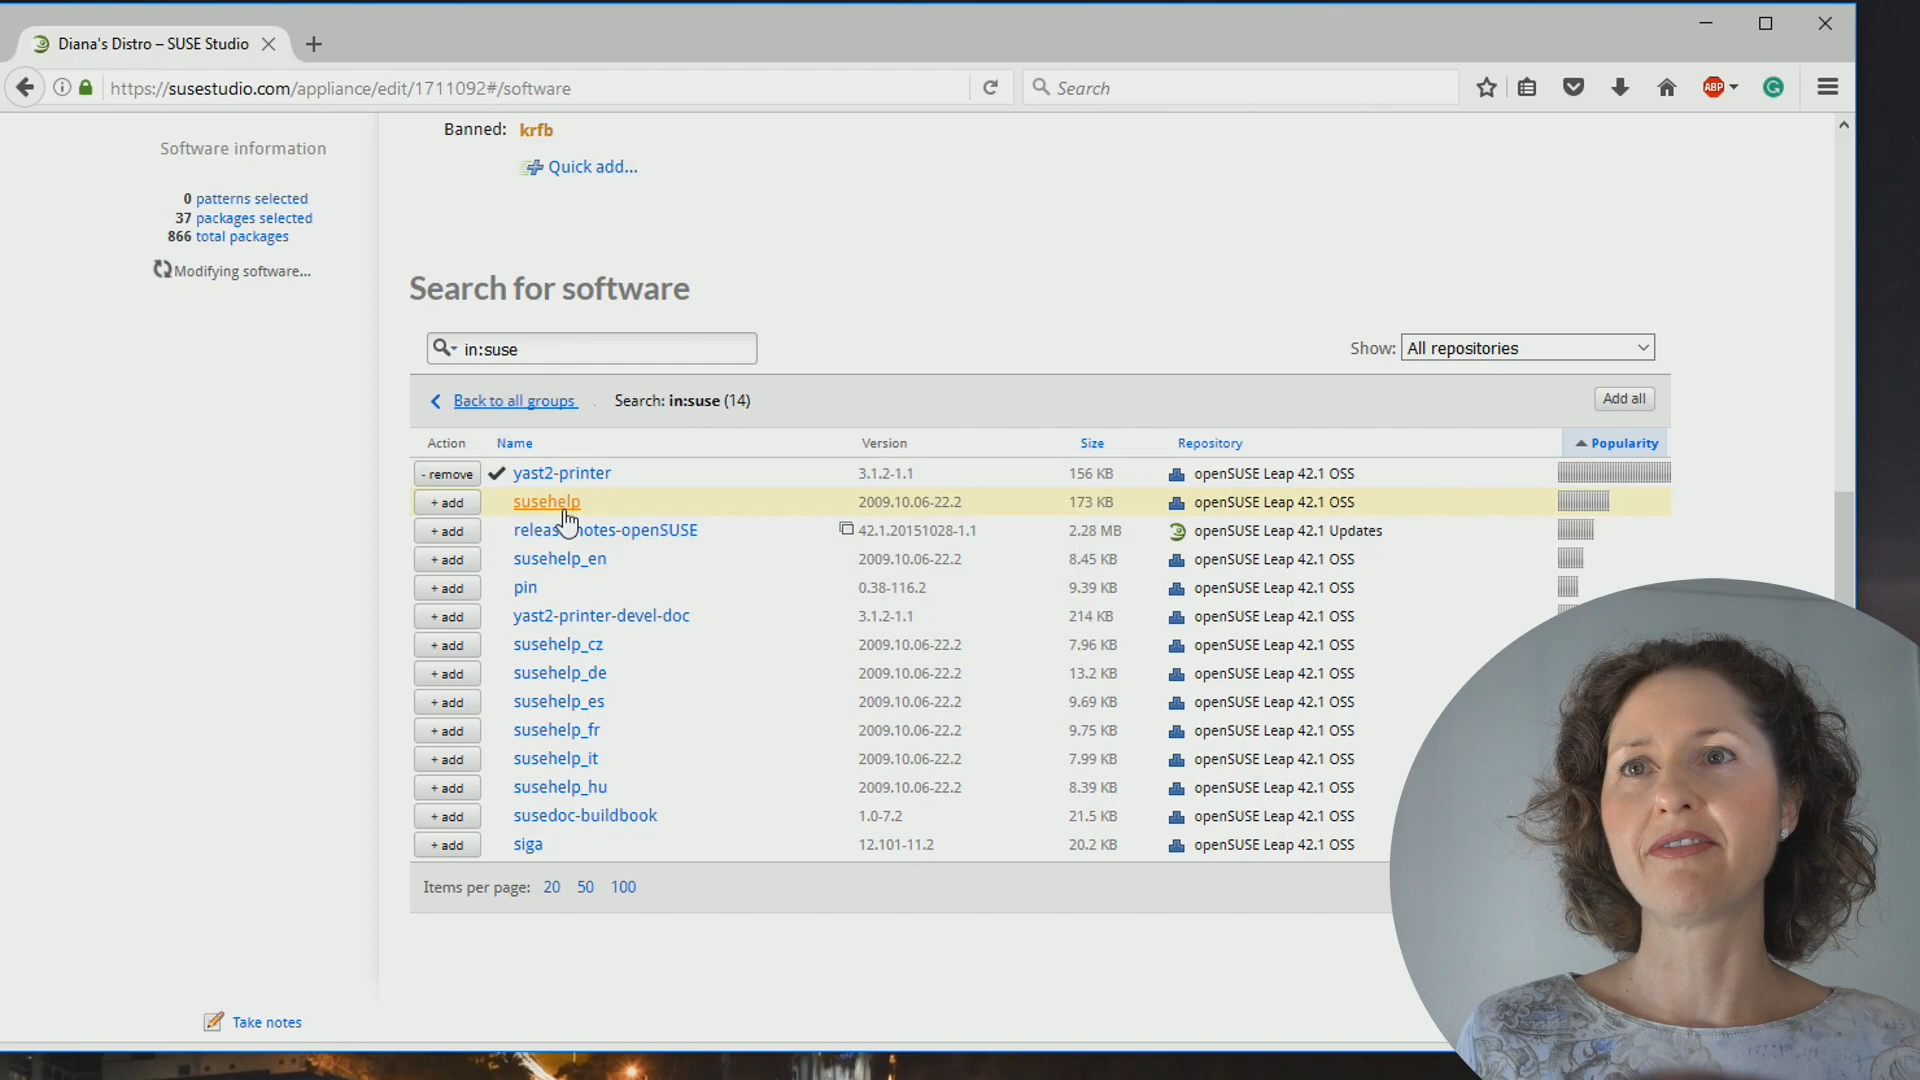 Diana's Distro – SUSE Studio
https://susestudio.com/appliance/edit/1711092#/software
Search
ABP
Software information
0 patterns selected
37 packages selected
866 total packages
Modifying software...
Banned: krfb
Quick add...
Search for software
in:suse
Show: All repositories
Back to all groups . Search: in:suse (14) Add all
Action Name Version Size Repository Popularity
- remove yast2-printer 3.1.2-1.1 156 KB openSUSE Leap 42.1 OSS
+ add susehelp 2009.10.06-22.2 173 KB openSUSE Leap 42.1 OSS
+ add release-notes-openSUSE 42.1.20151028-1.1 2.28 MB openSUSE Leap 42.1 Updates
+ add susehelp_en 2009.10.06-22.2 8.45 KB openSUSE Leap 42.1 OSS
+ add pin 0.38-116.2 9.39 KB openSUSE Leap 42.1 OSS
+ add yast2-printer-devel-doc 3.1.2-1.1 214 KB openSUSE Leap 42.1 OSS
+ add susehelp_cz 2009.10.06-22.2 7.96 KB openSUSE Leap 42.1 OSS
+ add susehelp_de 2009.10.06-22.2 13.2 KB openSUSE Leap 42.1 OSS
+ add susehelp_es 2009.10.06-22.2 9.69 KB openSUSE Leap 42.1 OSS
+ add susehelp_fr 2009.10.06-22.2 9.75 KB openSUSE Leap 42.1 OSS
+ add susehelp_it 2009.10.06-22.2 7.99 KB openSUSE Leap 42.1 OSS
+ add susehelp_hu 2009.10.06-22.2 8.39 KB openSUSE Leap 42.1 OSS
+ add susedoc-buildbook 1.0-7.2 21.5 KB openSUSE Leap 42.1 OSS
+ add siga 12.101-11.2 20.2 KB openSUSE Leap 42.1 OSS
Items per page: 20 50 100
Take notes